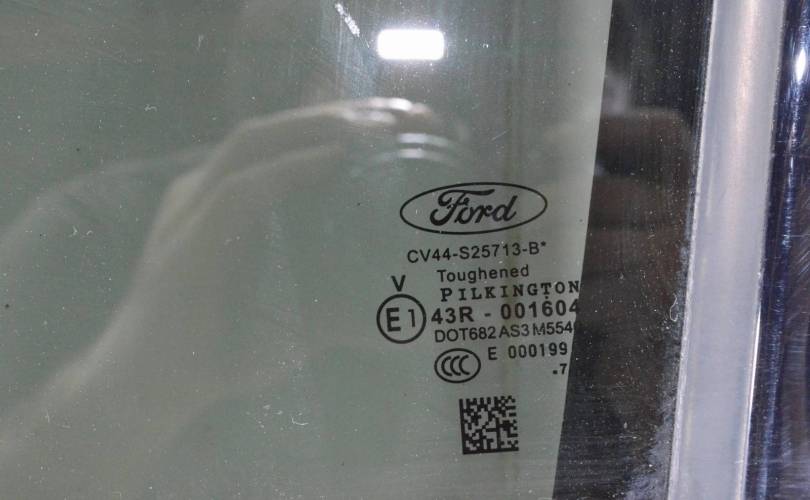 Ford
CV44-S25713-B*
Toughened
V
PILKINGTON
E1 43R - 001604
DOT682 AS3 M554
CCC E 000199
.7